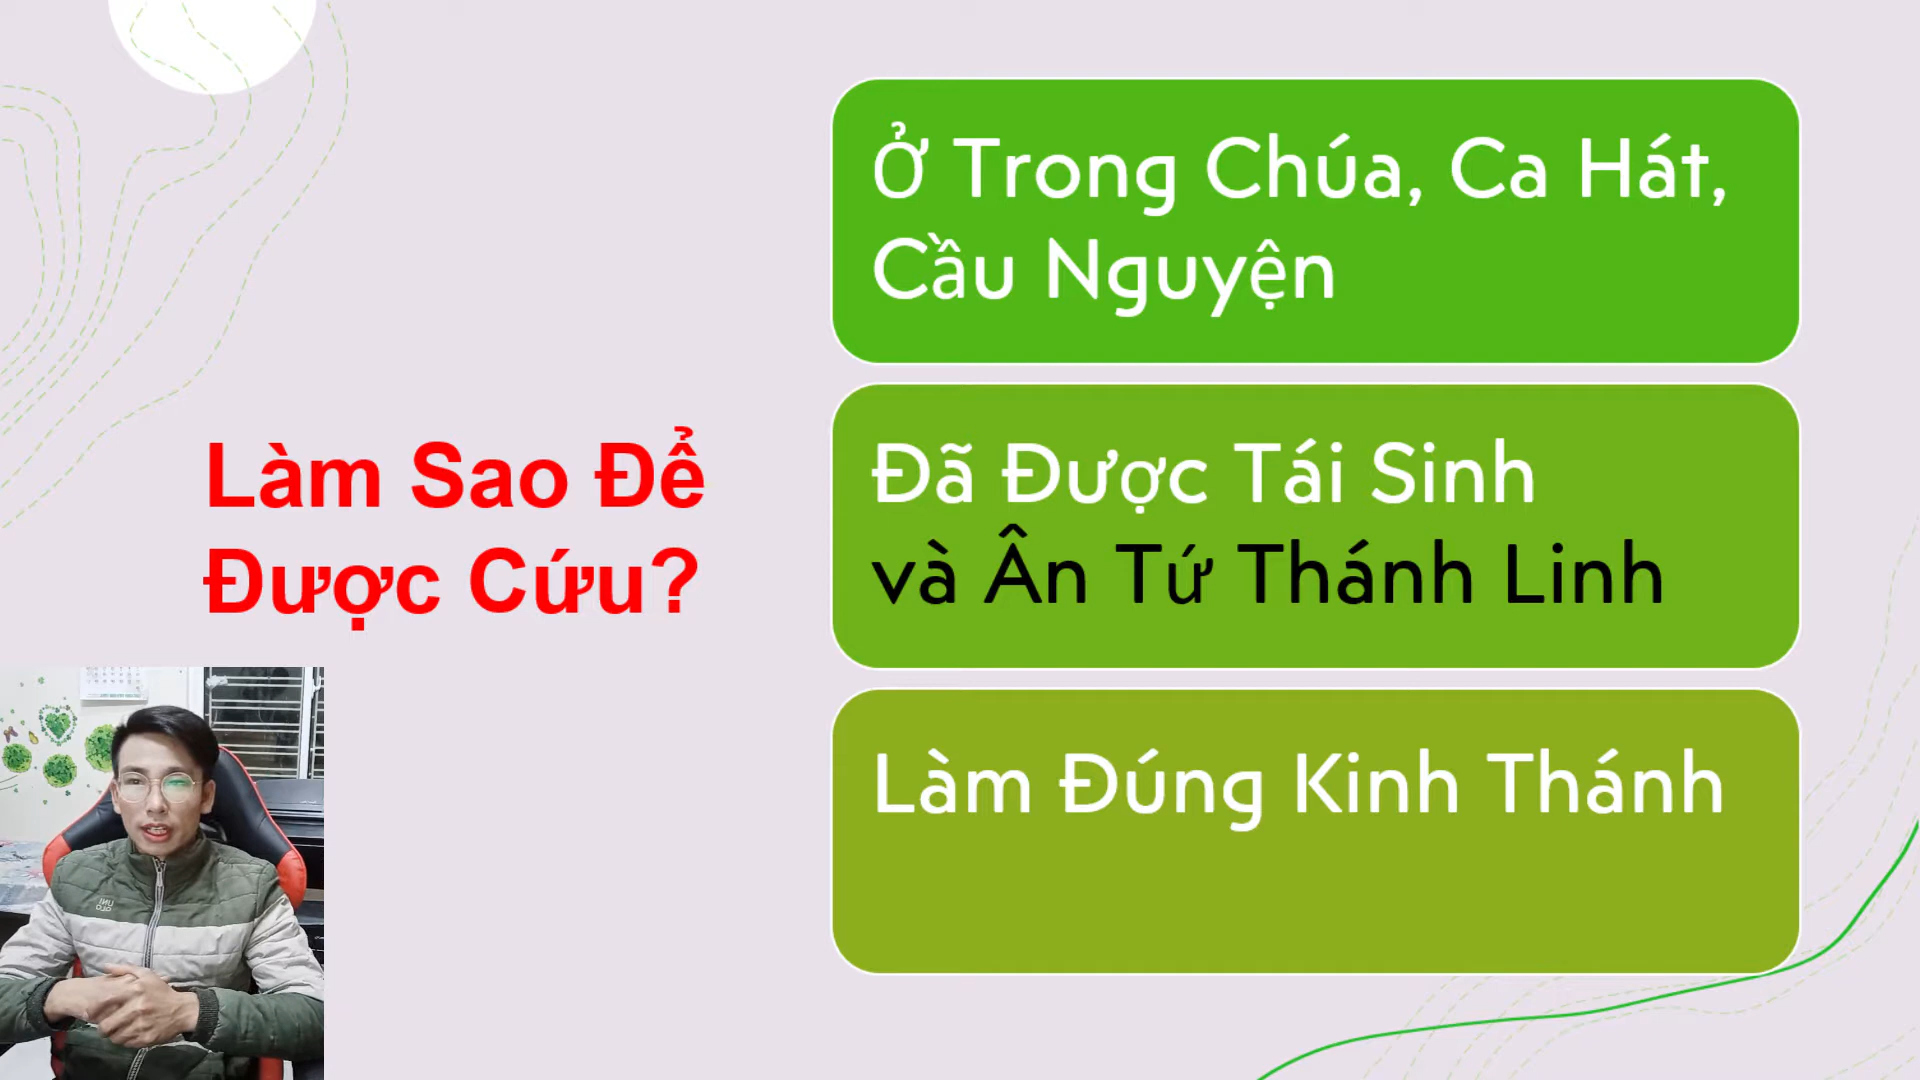 Làm Sao Để
Được Cứu?
Ở Trong Chúa, Ca Hát,
Cầu Nguyện
Đã Được Tái Sinh
và Ân Tứ Thánh Linh
Làm Đúng Kinh Thánh